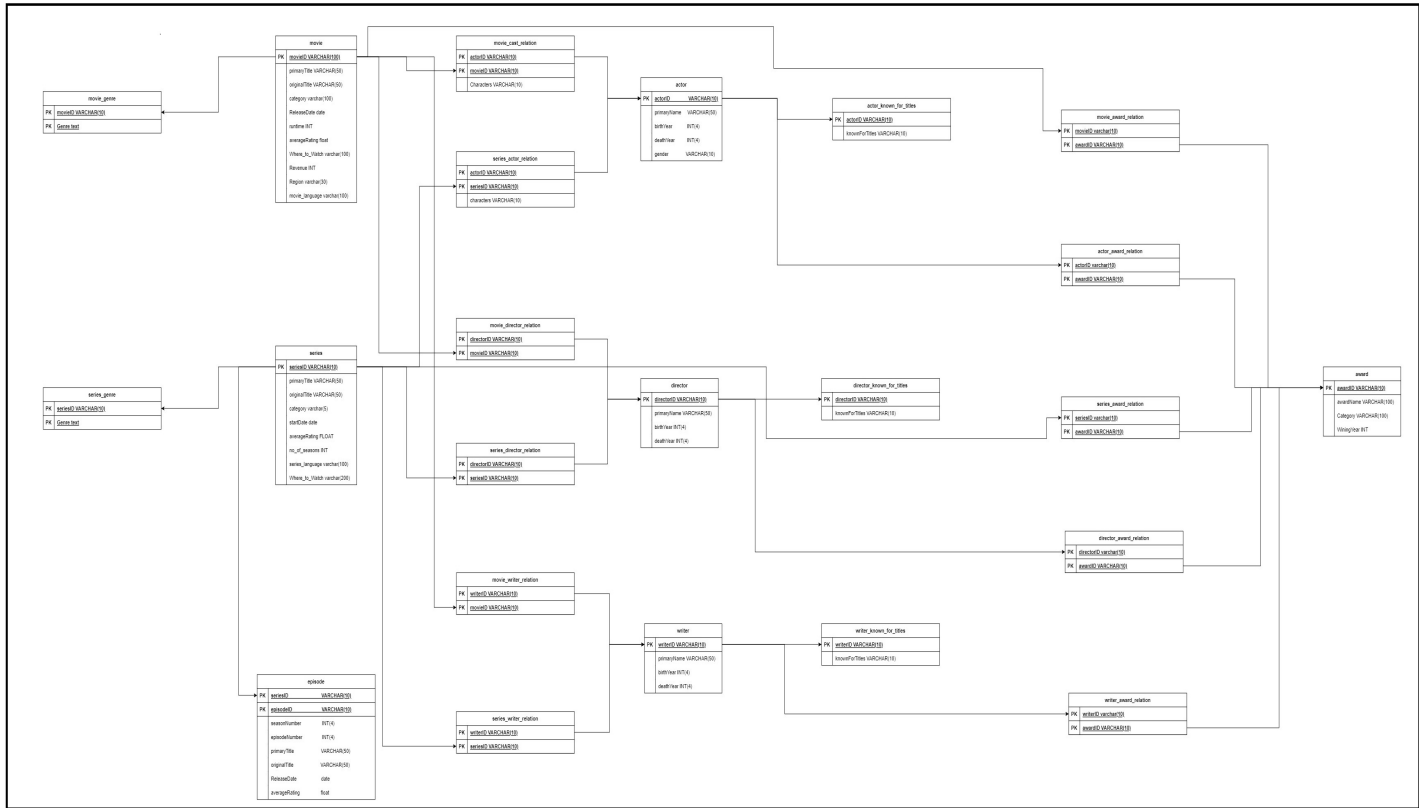 movie
PK movieID VARCHAR(100)
primaryTitle VARCHAR(50)
originalTitle VARCHAR(50)
category varchar(100)
ReleaseDate date
runtime INT
averageRating float
Where_to_Watch varchar(100)
Revenue INT
Region varchar(30)
movie_language varchar(100)
movie_genre
PK movieID VARCHAR(10)
PK Genre text
movie_cast_relation
PK actorID VARCHAR(10)
PK movieID VARCHAR(10)
Characters VARCHAR(10)
series_actor_relation
PK actorID VARCHAR(10)
PK seriesID VARCHAR(10)
characters VARCHAR(10)
actor
PK actorID VARCHAR(10)
primaryName VARCHAR(50)
birthYear INT(4)
deathYear INT(4)
gender VARCHAR(10)
actor_known_for_titles
PK actorID VARCHAR(10)
knownForTitles VARCHAR(10)
movie_award_relation
PK movieID varchar(10)
PK awardID VARCHAR(10)
actor_award_relation
PK actorID varchar(10)
PK awardID VARCHAR(10)
series
PK seriesID VARCHAR(10)
primaryTitle VARCHAR(50)
originalTitle VARCHAR(50)
category varchar(5)
startDate date
averageRating FLOAT
no_of_seasons INT
series_language varchar(100)
Where_to_Watch varchar(200)
series_genre
PK seriesID VARCHAR(10)
PK Genre text
movie_director_relation
PK directorID VARCHAR(10)
PK movieID VARCHAR(10)
series_director_relation
PK directorID VARCHAR(10)
PK seriesID VARCHAR(10)
director
PK directorID VARCHAR(10)
primaryName VARCHAR(50)
birthYear INT(4)
deathYear INT(4)
director_known_for_titles
PK directorID VARCHAR(10)
knownForTitles VARCHAR(10)
series_award_relation
PK seriesID varchar(10)
PK awardID VARCHAR(10)
award
PK awardID VARCHAR(10)
awardName VARCHAR(100)
Category VARCHAR(100)
WiningYear INT
director_award_relation
PK directorID varchar(10)
PK awardID VARCHAR(10)
movie_writer_relation
PK writerID VARCHAR(10)
PK movieID VARCHAR(10)
series_writer_relation
PK writerID VARCHAR(10)
PK seriesID VARCHAR(10)
writer
PK writerID VARCHAR(10)
primaryName VARCHAR(50)
birthYear INT(4)
deathYear INT(4)
writer_known_for_titles
PK writerID VARCHAR(10)
knownForTitles VARCHAR(10)
writer_award_relation
PK writerID varchar(10)
PK awardID VARCHAR(10)
episode
PK seriesID VARCHAR(10)
PK episodeID VARCHAR(10)
seasonNumber INT(4)
episodeNumber INT(4)
primaryTitle VARCHAR(50)
originalTitle VARCHAR(50)
ReleaseDate date
averageRating float